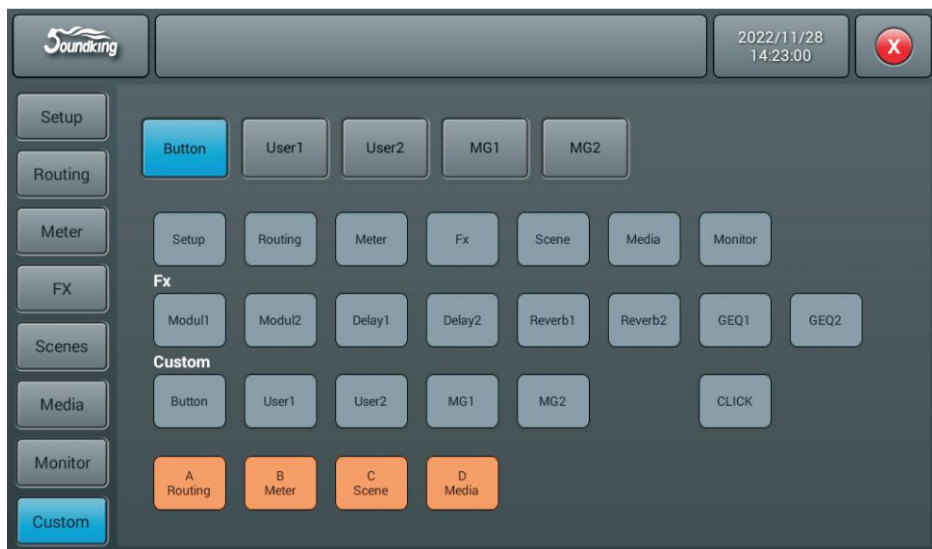 Soundking
2022/11/28
14:23:00
X
Setup
Routing
Meter
FX
Scenes
Media
Monitor
Custom
Button User1 User2 MG1 MG2
Setup Routing Meter Fx Scene Media Monitor
Fx
Modul1 Modul2 Delay1 Delay2 Reverb1 Reverb2 GEQ1 GEQ2
Custom
Button User1 User2 MG1 MG2 CLICK
A B C D
Routing Meter Scene Media